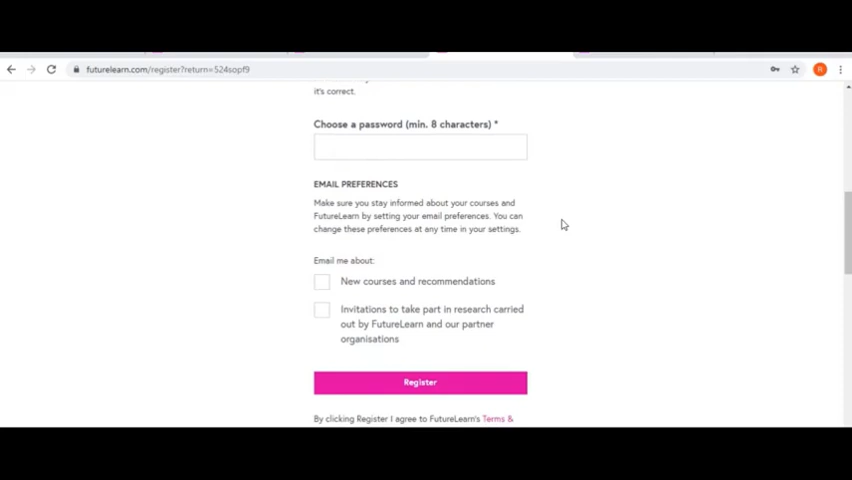 futurelearn.com/register?return=524sopf9
R
it's correct.
Choose a password (min. 8 characters) *
EMAIL PREFERENCES
Make sure you stay informed about your courses and
FutureLearn by setting your email preferences. You can
change these preferences at any time in your settings.
Email me about:
New courses and recommendations
Invitations to take part in research carried
out by FutureLearn and our partner
organisations
Register
By clicking Register I agree to FutureLearn's Terms &